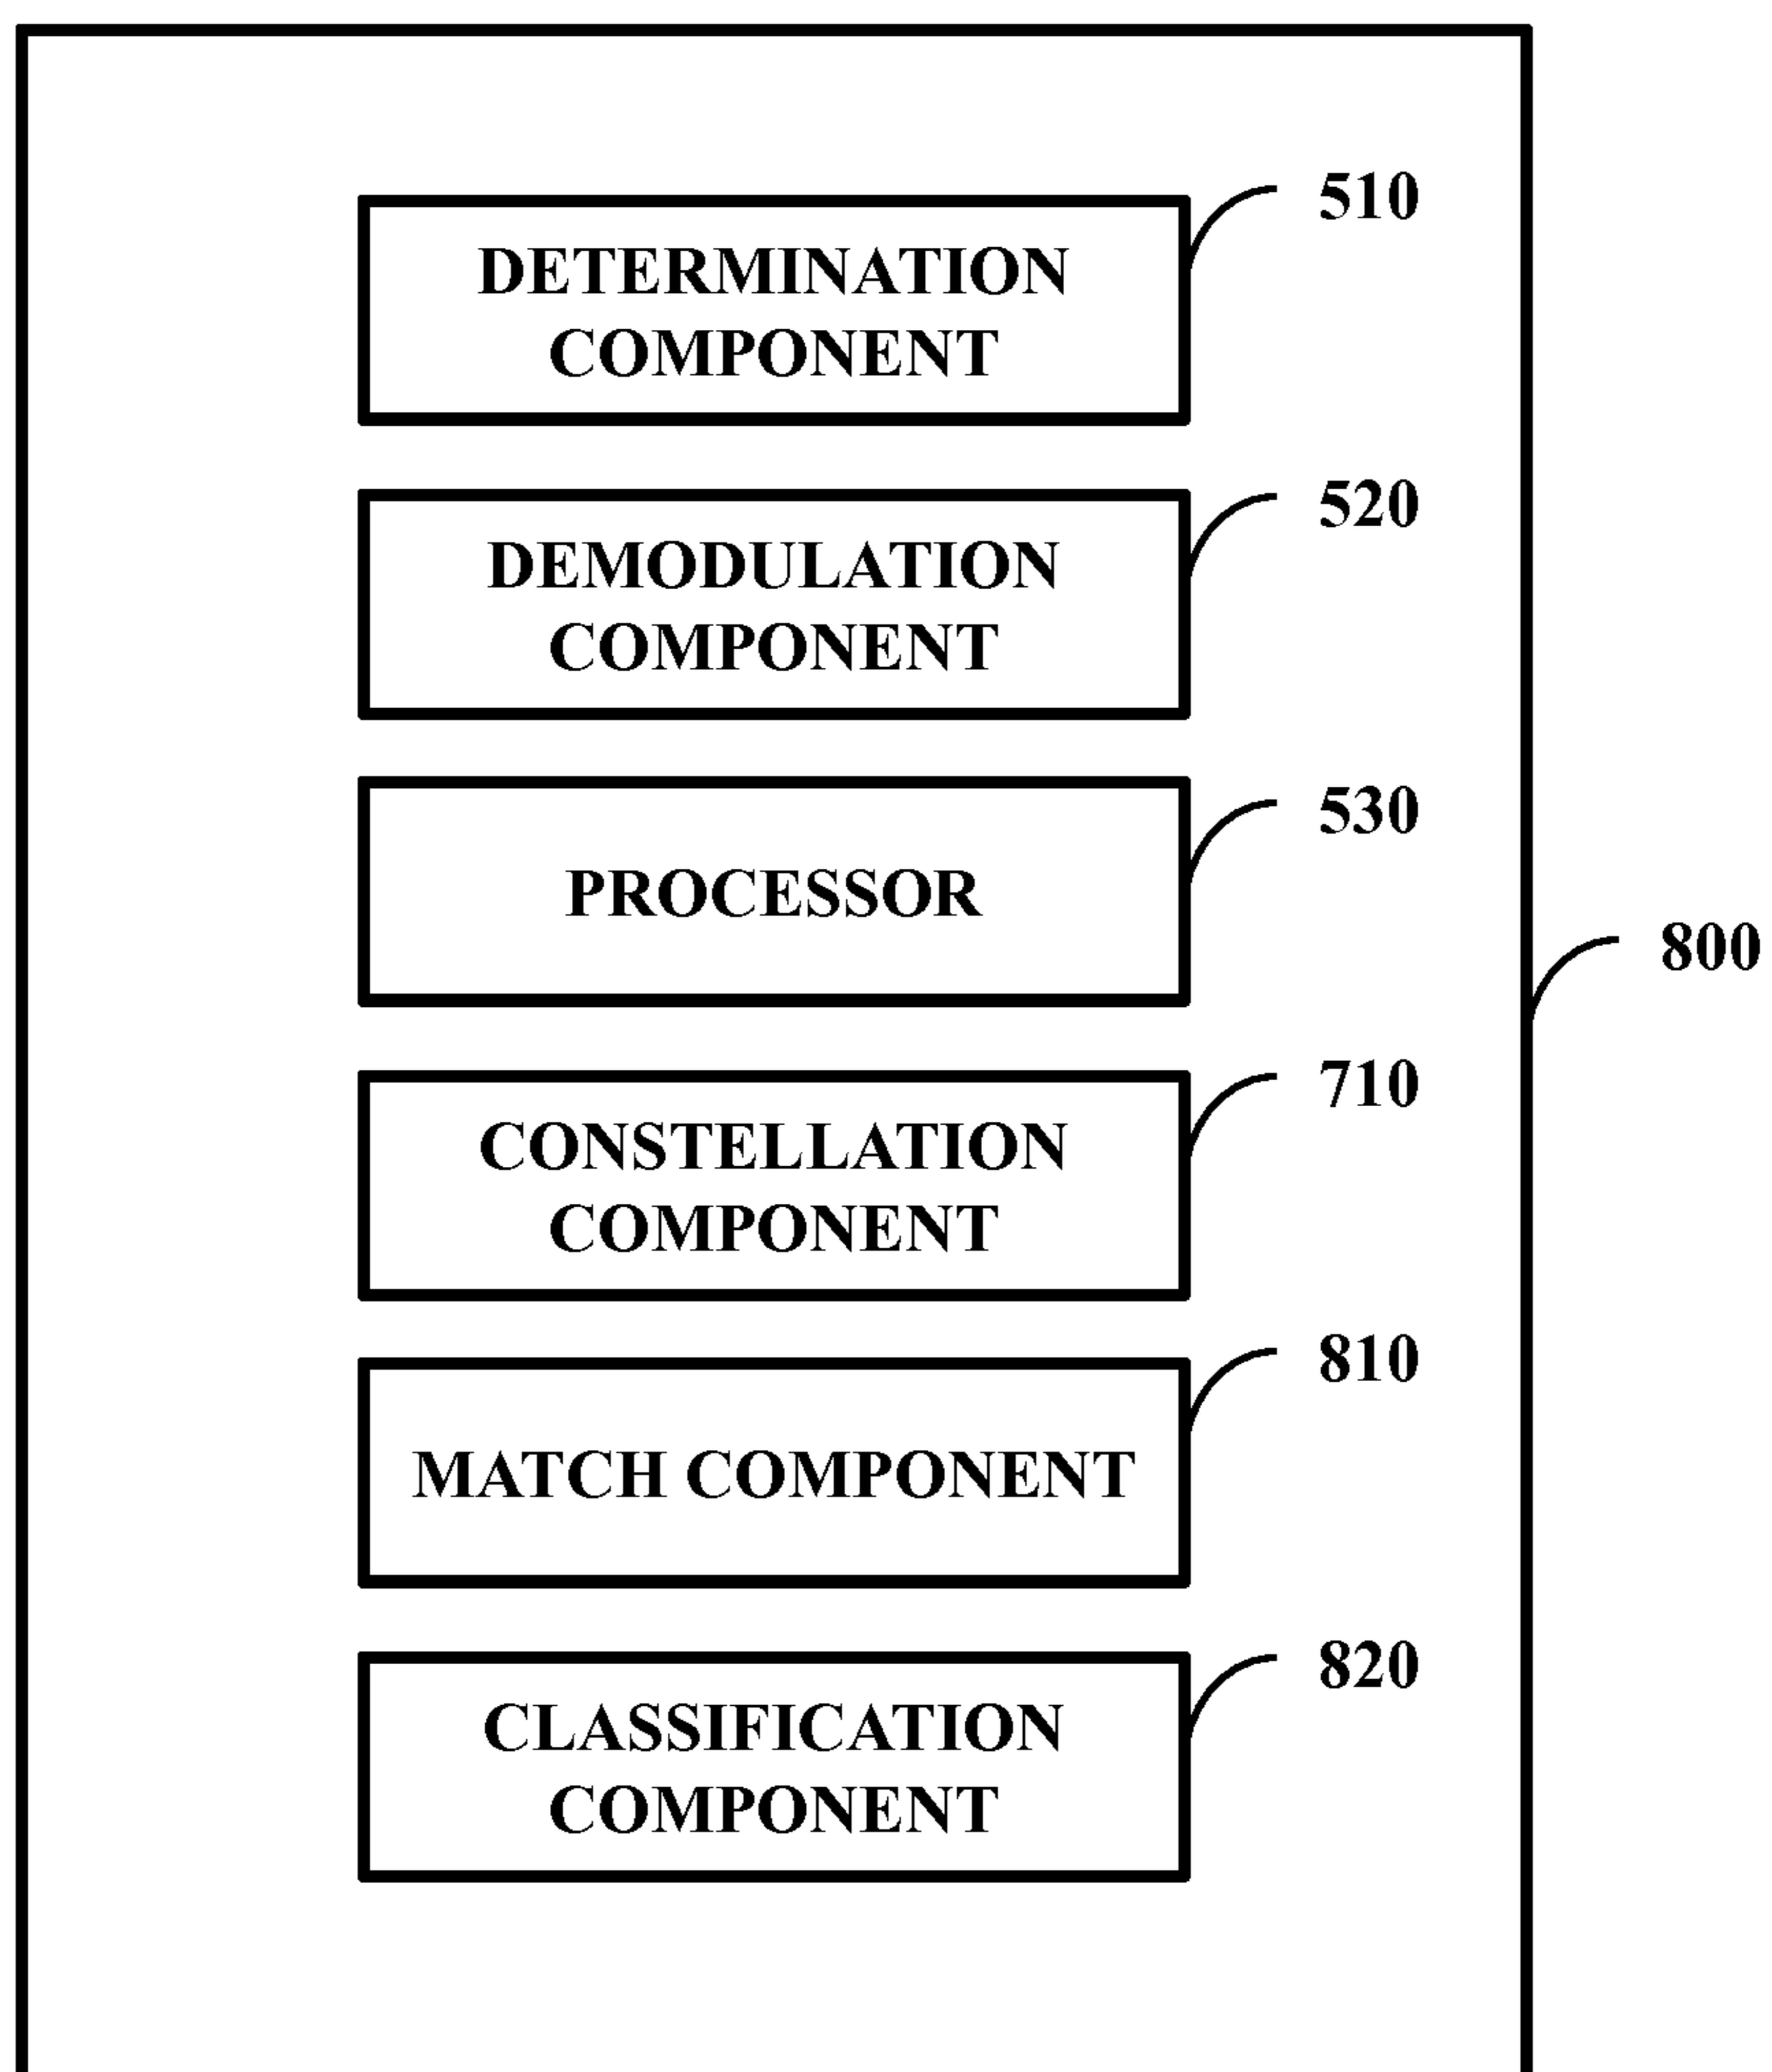 510
DETERMINATION
COMPONENT
520
DEMODULATION
COMPONENT
530
PROCESSOR
800
710
CONSTELLATION
COMPONENT
810
MATCH COMPONENT
820
CLASSIFICATION
COMPONENT